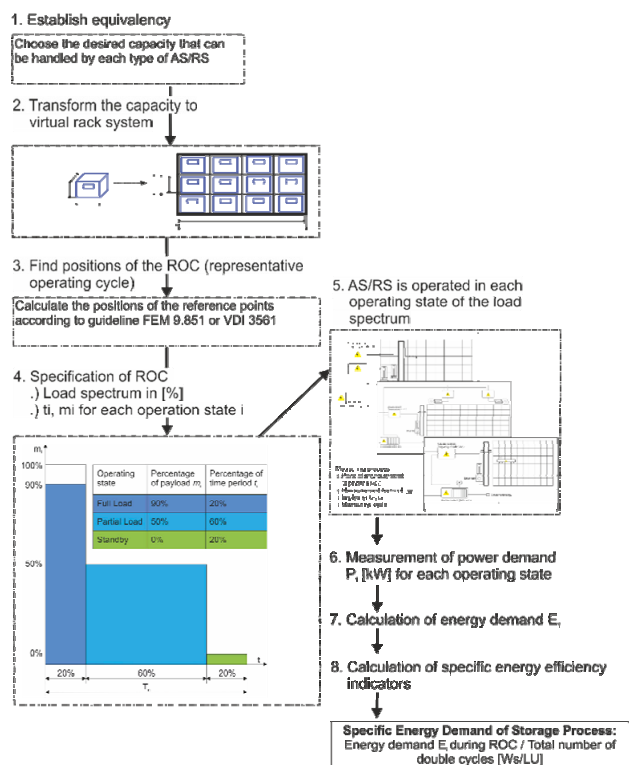 1. Establish equivalency
Choose the desired capacity that can
be handled by each type of AS/RS
2. Transform the capacity to
virtual rack system
3. Find positions of the ROC (representative
operating cycle)
Calculate the positions of the reference points
according to guideline FEM 9.851 or VDI 3561
4. Specification of ROC
.) Load spectrum in [%]
.) ti, mi for each operation state i
mᵢ
100%
90%
50%
0%
Operating state
Percentage of payload mᵢ
Percentage of time period tᵢ
Full Load 90% 20%
Partial Load 50% 60%
Standby 0% 20%
t
20% 60% 20%
5. AS/RS is operated in each
operating state of the load
spectrum
6. Measurement of power demand
Pᵢ [kW] for each operating state
7. Calculation of energy demand Eᵢ
8. Calculation of specific energy efficiency
indicators
Specific Energy Demand of Storage Process:
Energy demand Eᵢ during ROC / Total number of
double cycles [Ws/LU]